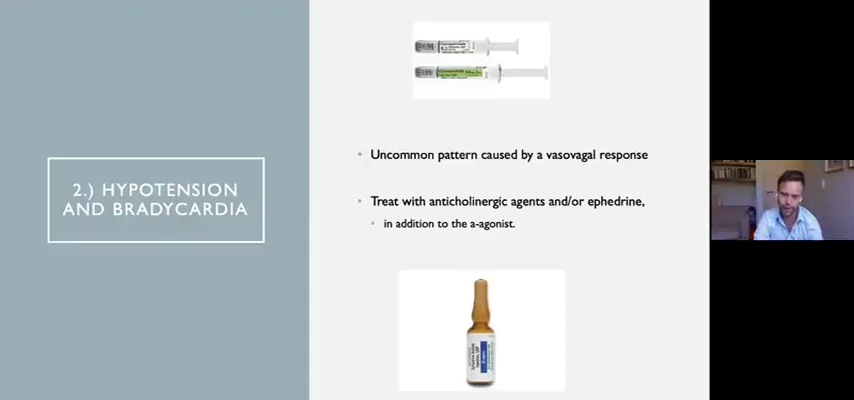 2.) HYPOTENSION
AND BRADYCARDIA
Uncommon pattern caused by a vasovagal response
Treat with anticholinergic agents and/or ephedrine,
in addition to the a-agonist.